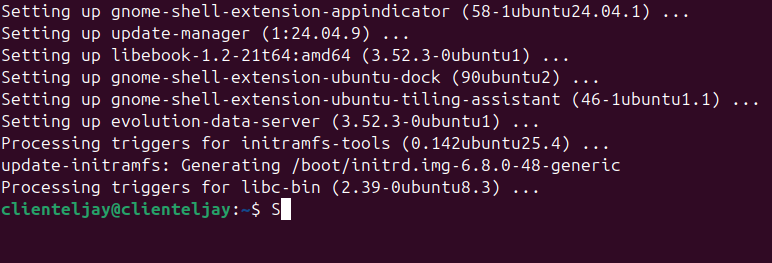 Setting up gnome-shell-extension-appindicator (58-1ubuntu24.04.1) ...
Setting up update-manager (1:24.04.9) ...
Setting up libebook-1.2-21t64:amd64 (3.52.3-0ubuntu1) ...
Setting up gnome-shell-extension-ubuntu-dock (90ubuntu2) ...
Setting up gnome-shell-extension-ubuntu-tiling-assistant (46-1ubuntu1.1) ...
Setting up evolution-data-server (3.52.3-0ubuntu1) ...
Processing triggers for initramfs-tools (0.142ubuntu25.4) ...
update-initramfs: Generating /boot/initrd.img-6.8.0-48-generic
Processing triggers for libc-bin (2.39-0ubuntu8.3) ...
clienteljay@clienteljay:~$ S